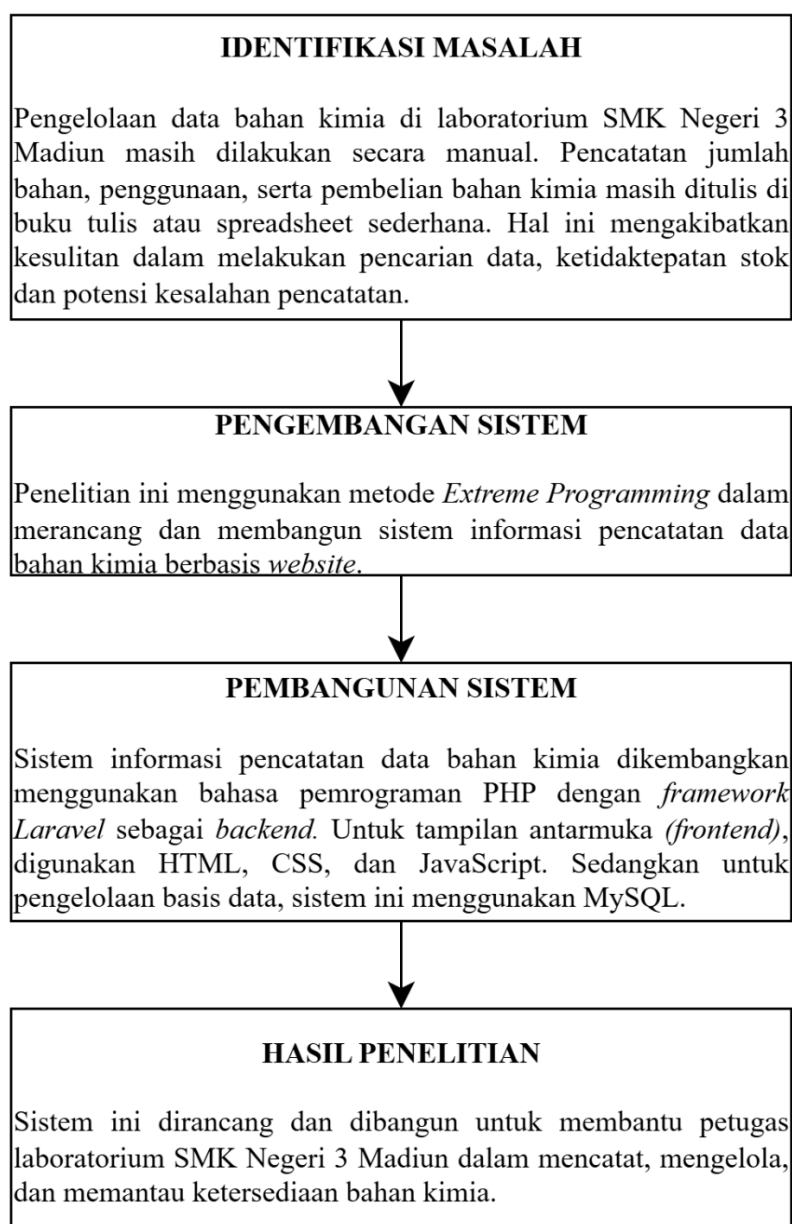 IDENTIFIKASI MASALAH
Pengelolaan data bahan kimia di laboratorium SMK Negeri 3
Madiun masih dilakukan secara manual. Pencatatan jumlah
bahan, penggunaan, serta pembelian bahan kimia masih ditulis di
buku tulis atau spreadsheet sederhana. Hal ini mengakibatkan
kesulitan dalam melakukan pencarian data, ketidaktepatan stok
dan potensi kesalahan pencatatan.
PENGEMBANGAN SISTEM
Penelitian ini menggunakan metode Extreme Programming dalam
merancang dan membangun sistem informasi pencatatan data
bahan kimia berbasis website.
PEMBANGUNAN SISTEM
Sistem informasi pencatatan data bahan kimia dikembangkan
menggunakan bahasa pemrograman PHP dengan framework
Laravel sebagai backend. Untuk tampilan antarmuka (frontend),
digunakan HTML, CSS, dan JavaScript. Sedangkan untuk
pengelolaan basis data, sistem ini menggunakan MySQL.
HASIL PENELITIAN
Sistem ini dirancang dan dibangun untuk membantu petugas
laboratorium SMK Negeri 3 Madiun dalam mencatat, mengelola,
dan memantau ketersediaan bahan kimia.